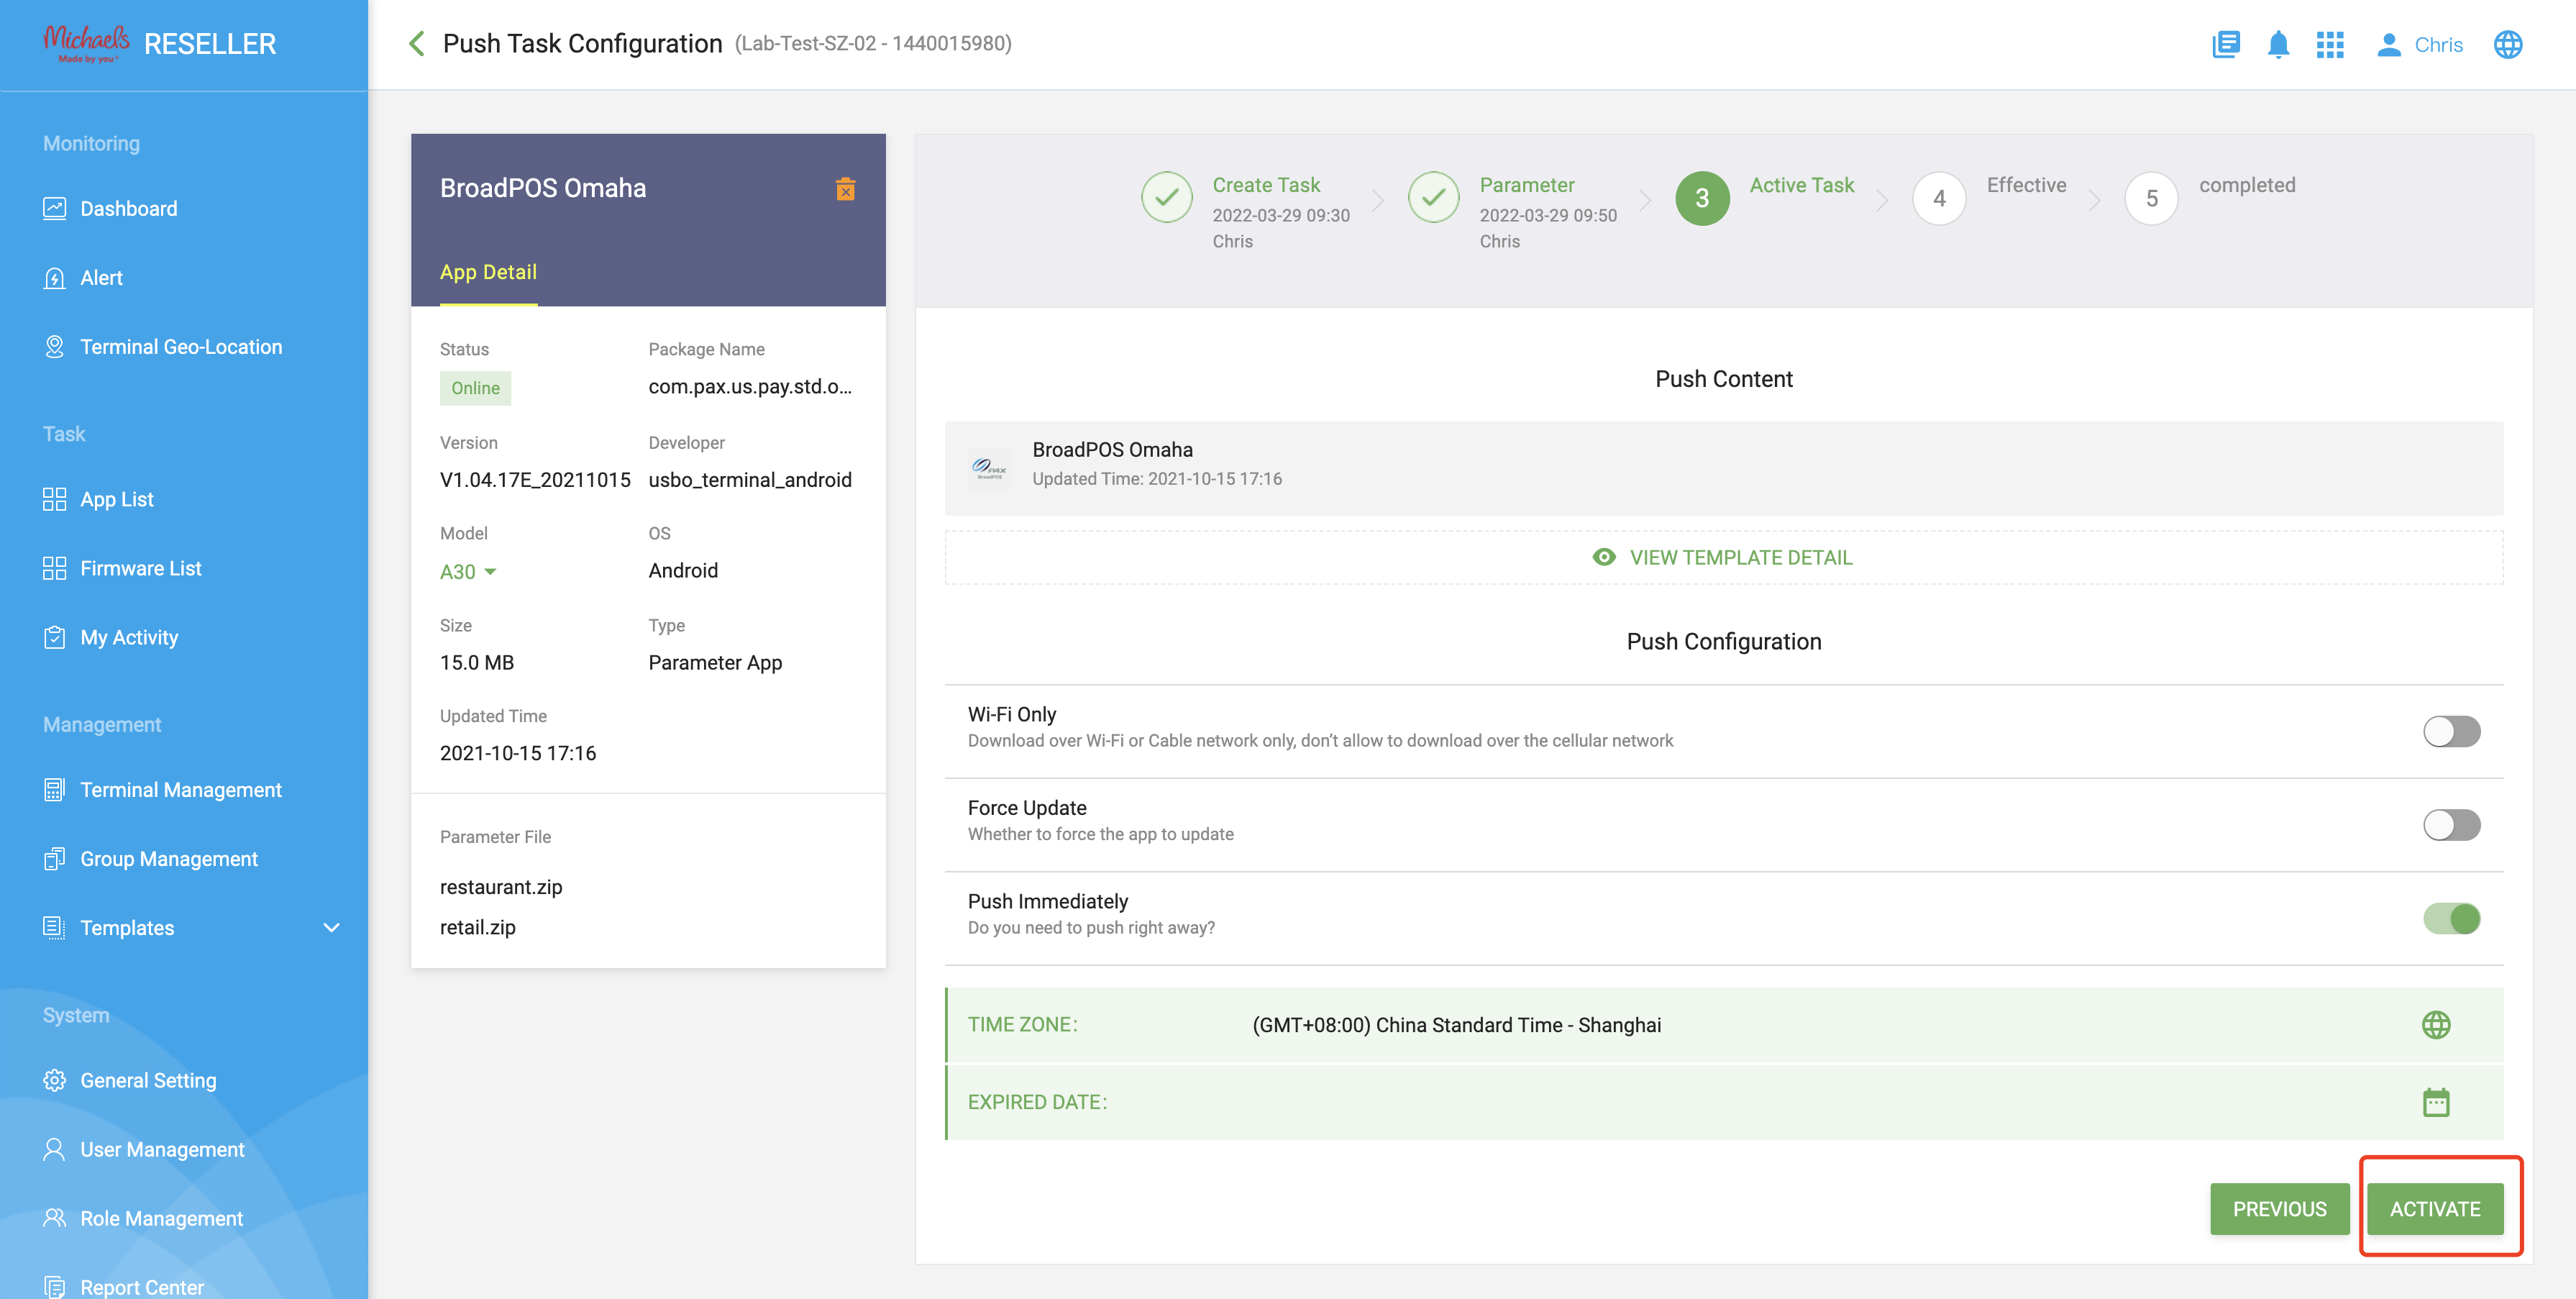 Michaels
Made by you
RESELLER
Push Task Configuration (Lab-Test-SZ-02 - 1440015980)
Chris
Monitoring
Dashboard
Alert
Terminal Geo-Location
Task
App List
Firmware List
My Activity
Management
Terminal Management
Group Management
Templates
System
General Setting
User Management
Role Management
Report Center
BroadPOS Omaha
App Detail
Status
Online
Package Name
com.pax.us.pay.std.o...
Version
V1.04.17E_20211015
Developer
usbo_terminal_android
Model
A30
OS
Android
Size
15.0 MB
Type
Parameter App
Updated Time
2021-10-15 17:16
Parameter File
restaurant.zip
retail.zip
Create Task
2022-03-29 09:30
Chris
Parameter
2022-03-29 09:50
Chris
3
Active Task
4
Effective
5
completed
Push Content
PAX
BroadPOS
BroadPOS Omaha
Updated Time: 2021-10-15 17:16
VIEW TEMPLATE DETAIL
Push Configuration
Wi-Fi Only
Download over Wi-Fi or Cable network only, don't allow to download over the cellular network
Force Update
Whether to force the app to update
Push Immediately
Do you need to push right away?
TIME ZONE: (GMT+08:00) China Standard Time - Shanghai
EXPIRED DATE:
PREVIOUS
ACTIVATE